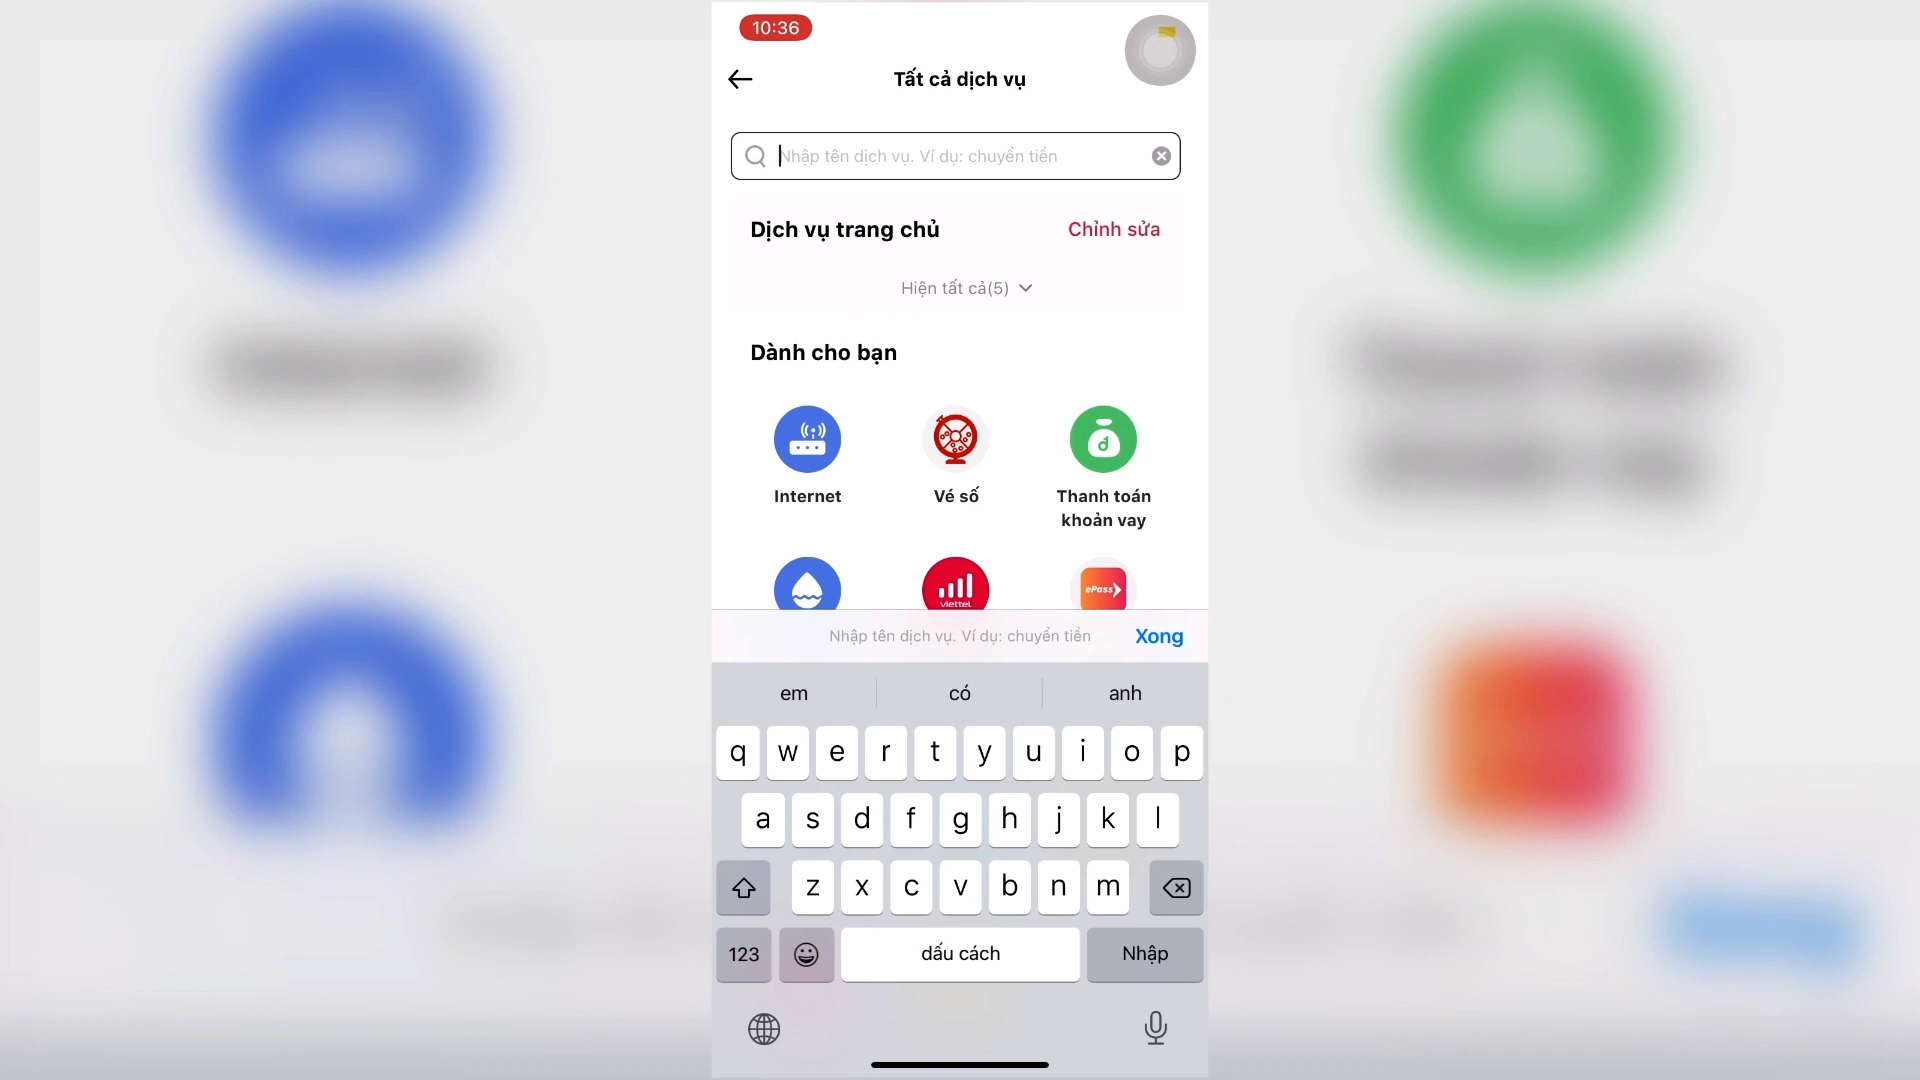 10:36
Tất cả dịch vụ
Nhập tên dịch vụ. Ví dụ: chuyển tiền
Dịch vụ trang chủ
Chỉnh sửa
Hiện tất cả(5)
Dành cho bạn
Internet
Vé số
Thanh toán
khoản vay
viettel
ePass
Nhập tên dịch vụ. Ví dụ: chuyển tiền
Xong
em
có
anh
q w e r t y u i o p
a s d f g h j k l
z x c v b n m
123
dấu cách
Nhập